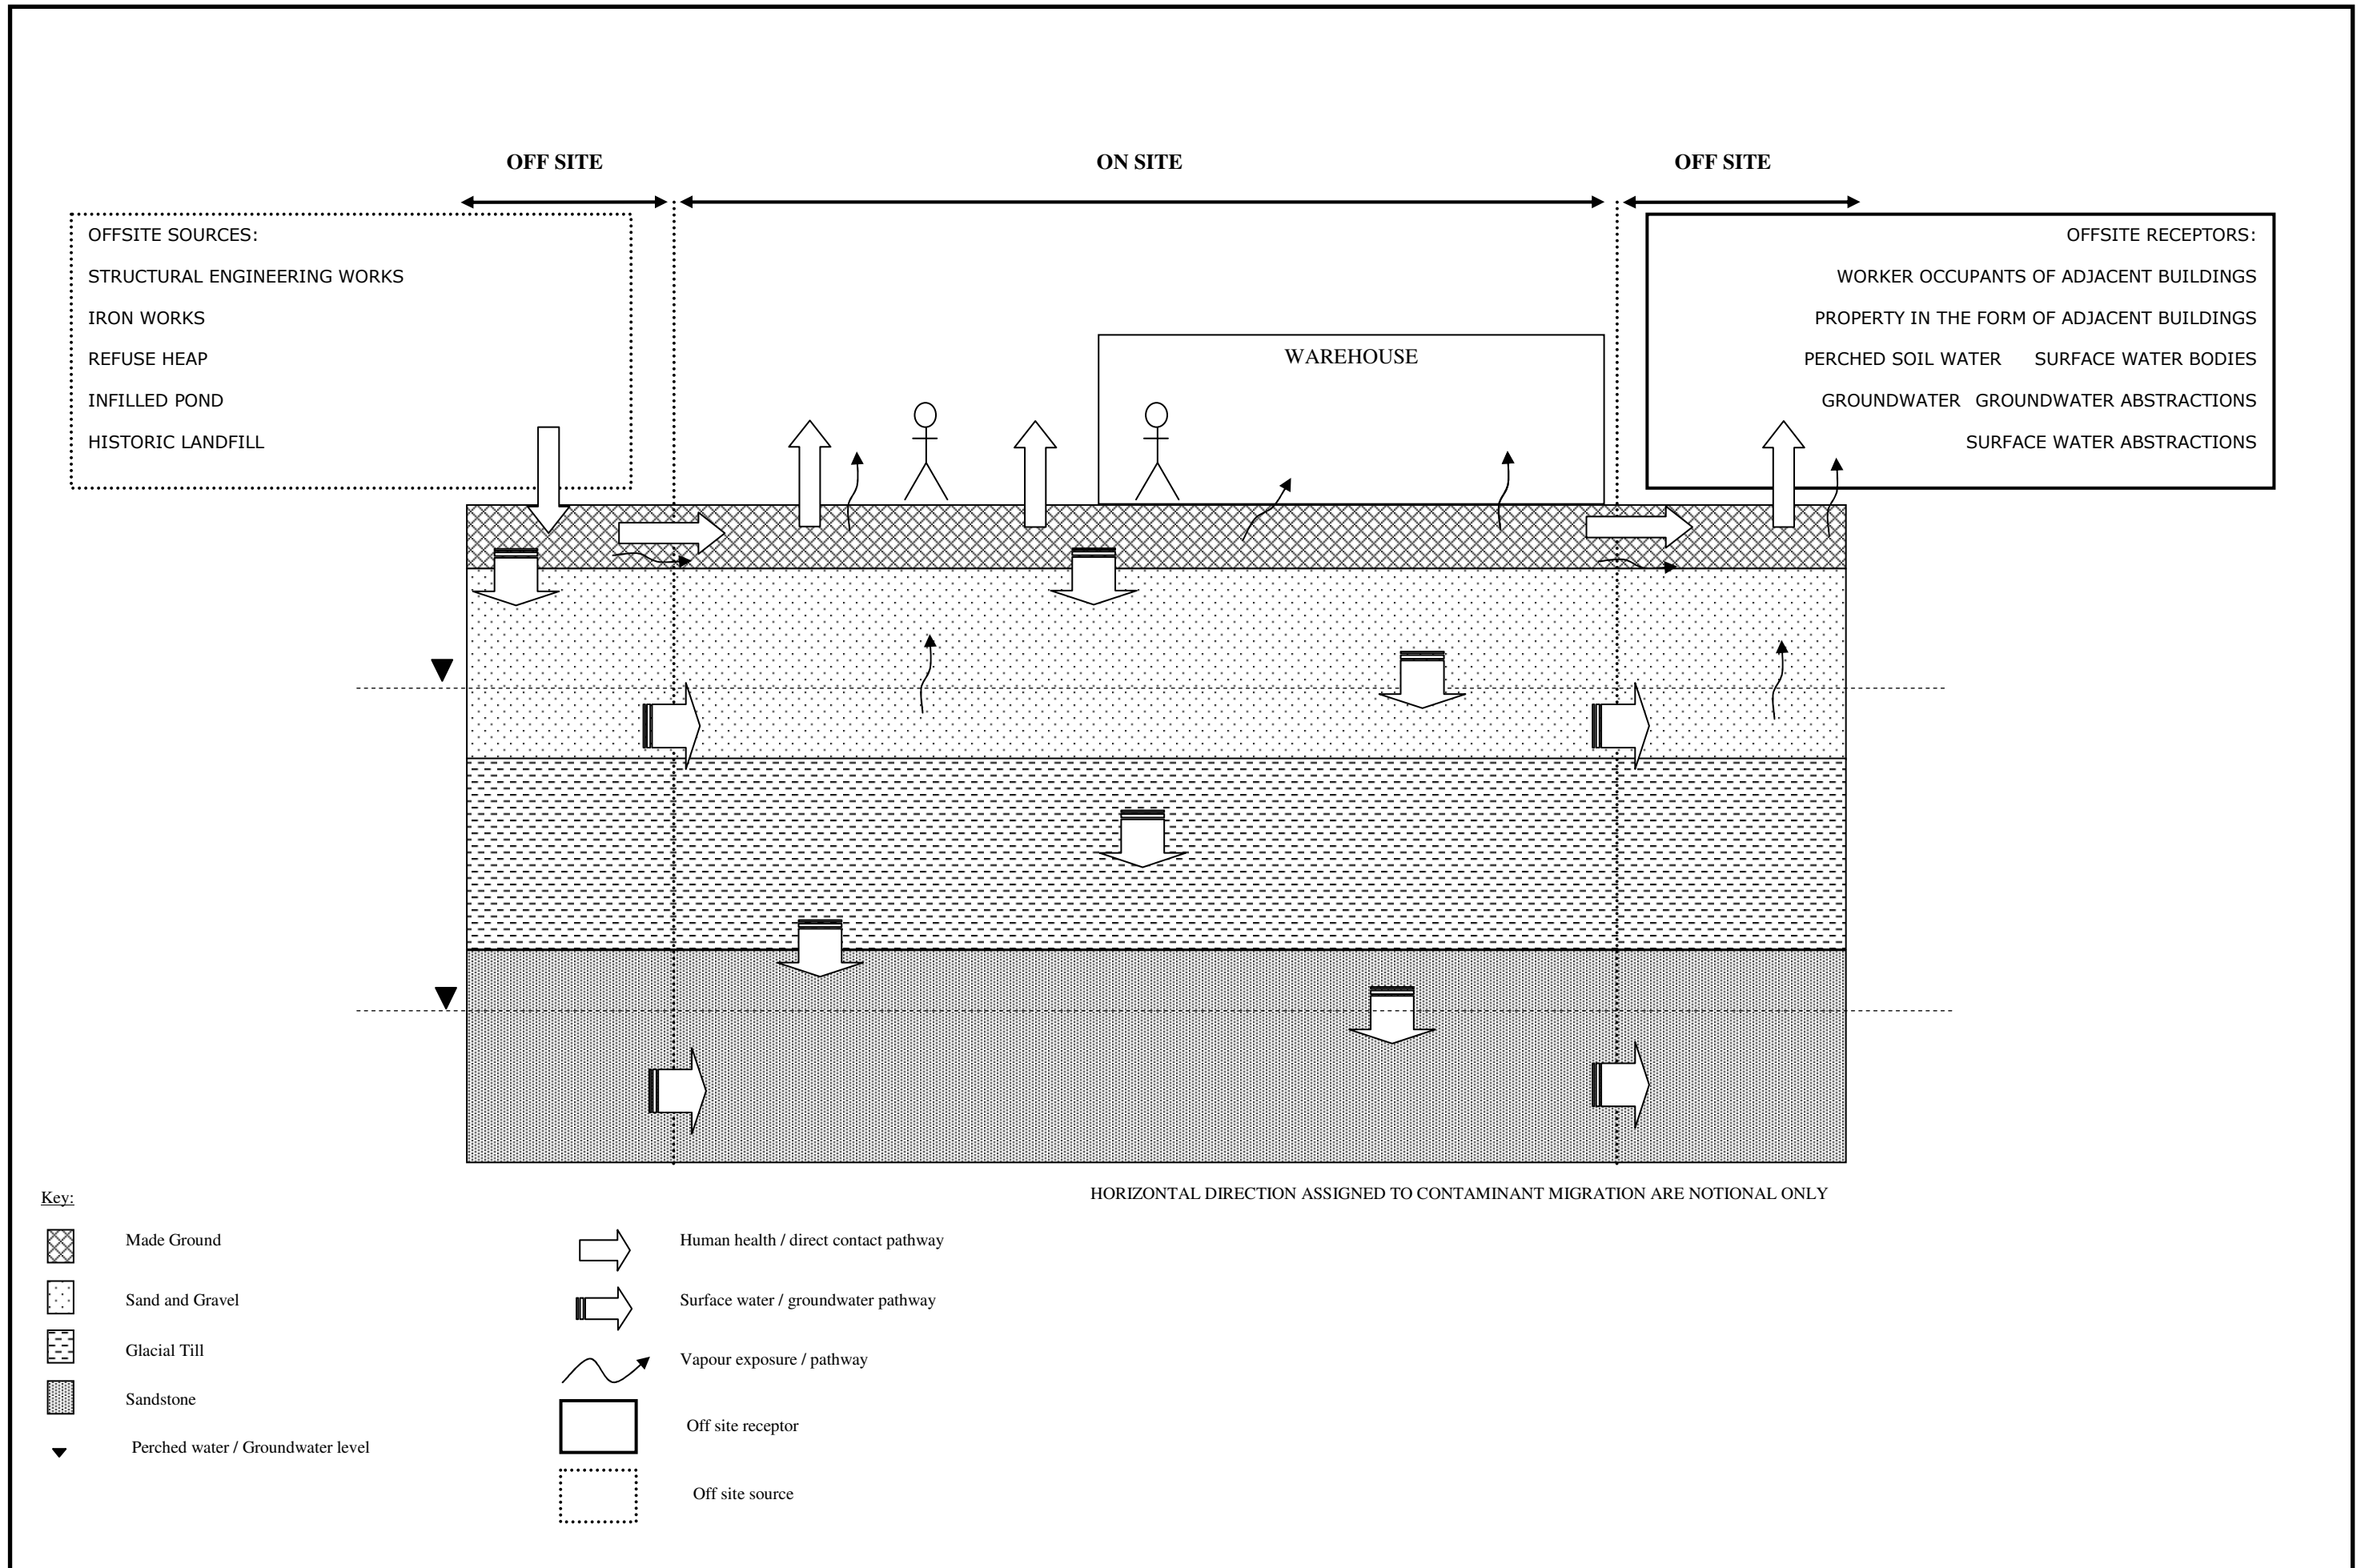 OFF SITE
ON SITE
OFF SITE
OFFSITE SOURCES:
STRUCTURAL ENGINEERING WORKS
IRON WORKS
REFUSE HEAP
INFILLED POND
HISTORIC LANDFILL
OFFSITE RECEPTORS:
WORKER OCCUPANTS OF ADJACENT BUILDINGS
PROPERTY IN THE FORM OF ADJACENT BUILDINGS
PERCHED SOIL WATER SURFACE WATER BODIES
GROUNDWATER GROUNDWATER ABSTRACTIONS
SURFACE WATER ABSTRACTIONS
WAREHOUSE
HORIZONTAL DIRECTION ASSIGNED TO CONTAMINANT MIGRATION ARE NOTIONAL ONLY
Key:
Made Ground
Sand and Gravel
Glacial Till
Sandstone
Perched water / Groundwater level
Human health / direct contact pathway
Surface water / groundwater pathway
Vapour exposure / pathway
Off site receptor
Off site source